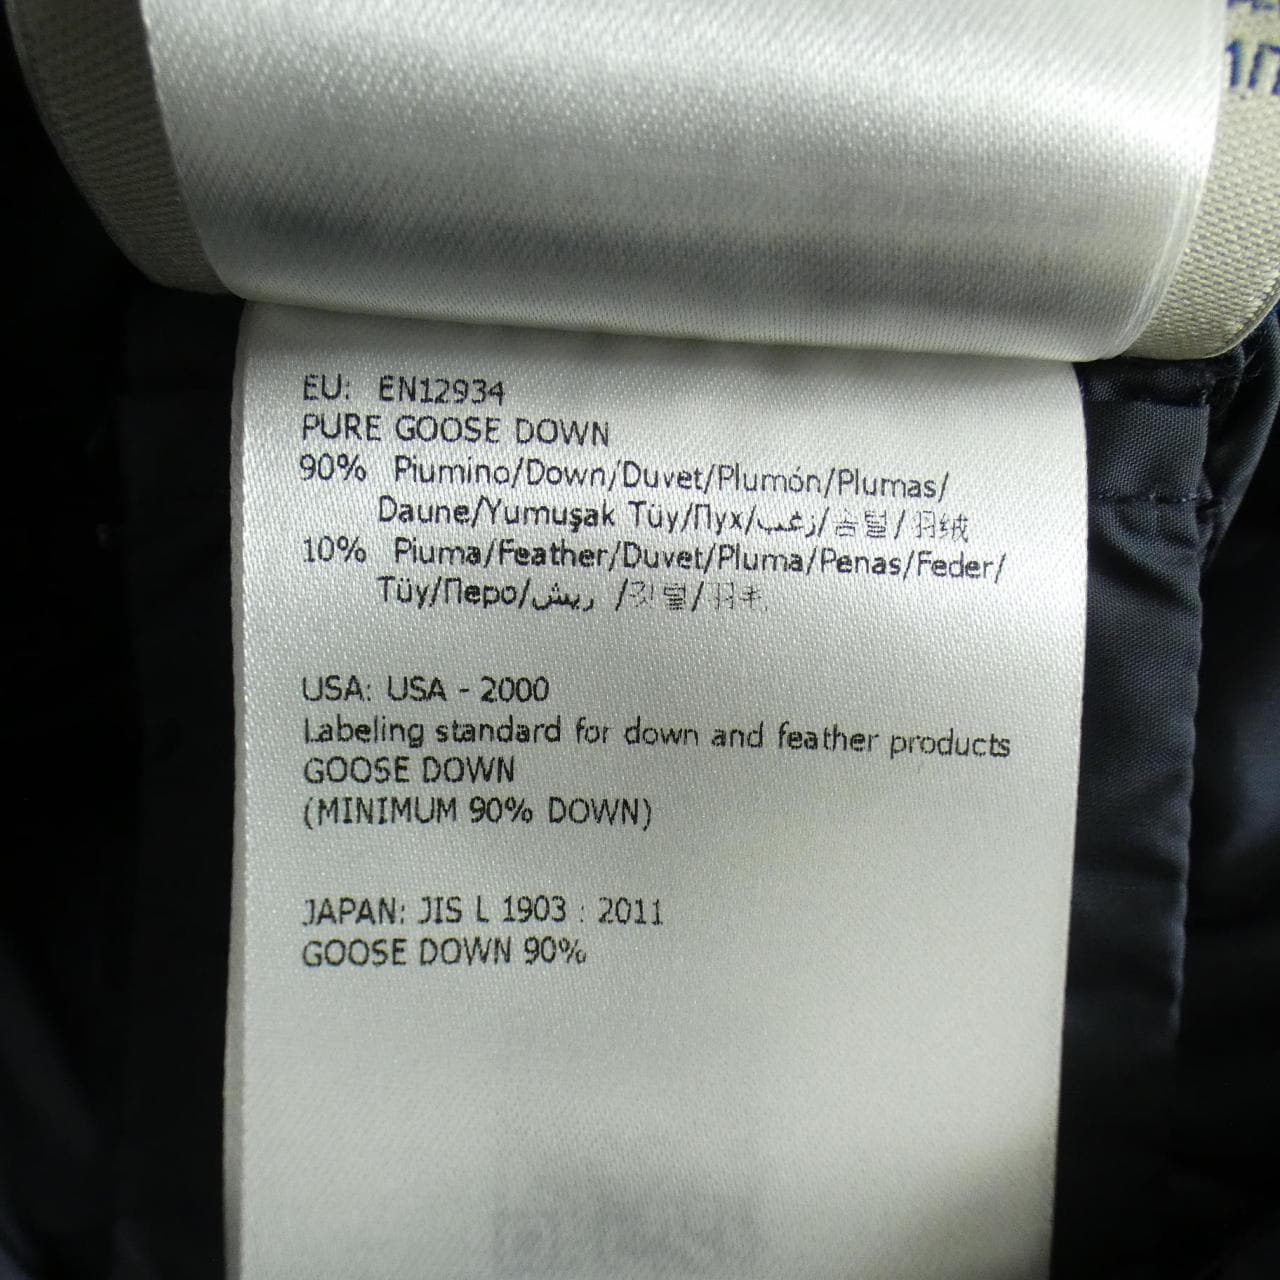 EU: EN12934
PURE GOOSE DOWN
90% Piumino/Down/Duvet/Plumón/Plumas/
Daune/Yumuşak Tüy/Пух/زغب/솜털/羽绒
10% Piuma/Feather/Duvet/Pluma/Penas/Feder/
Tüy/Перо/ريش /깃털/羽毛
USA: USA - 2000
Labeling standard for down and feather products
GOOSE DOWN
(MINIMUM 90% DOWN)
JAPAN: JIS L 1903 : 2011
GOOSE DOWN 90%